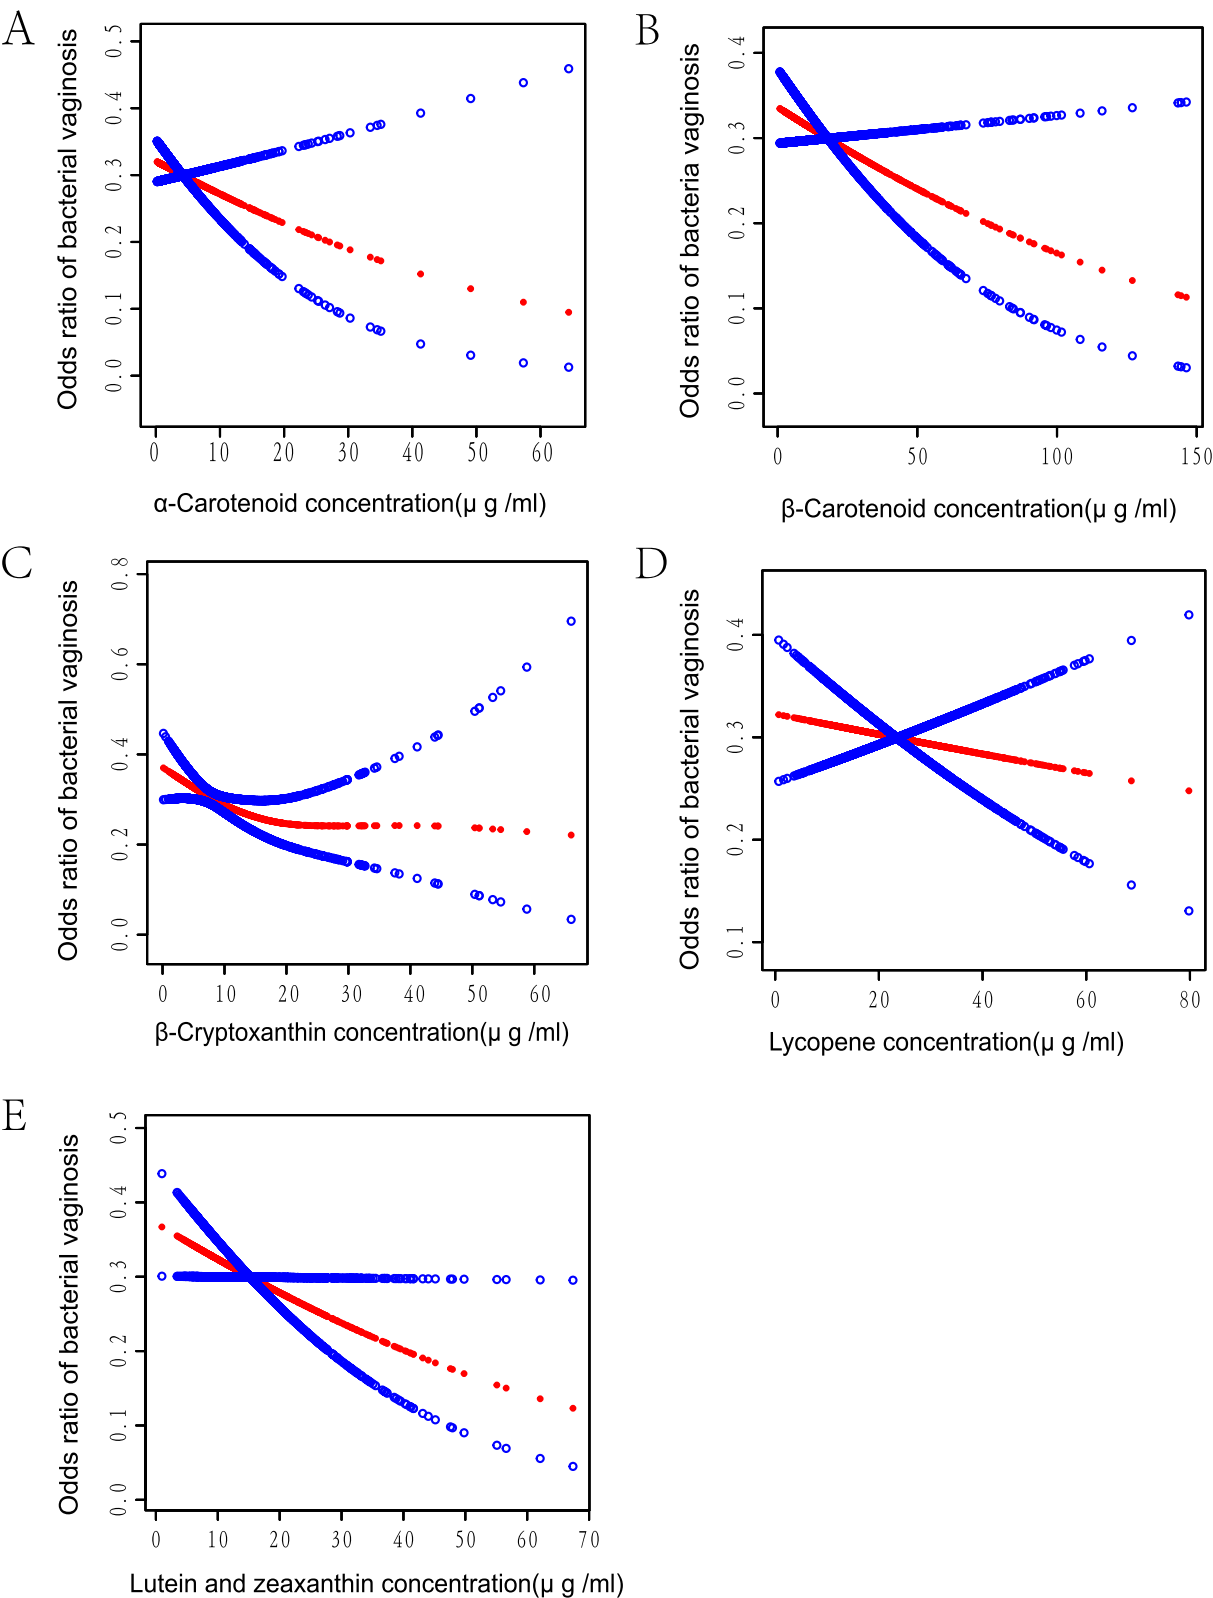 A
Odds ratio of bacterial vaginosis
0.5
0.4
0.3
0.2
0.1
0.0
0 10 20 30 40 50 60
α-Carotenoid concentration(μ g /ml)
B
Odds ratio of bacteria vaginosis
0.4
0.3
0.2
0.1
0.0
0 50 100 150
β-Carotenoid concentration(μ g /ml)
C
Odds ratio of bacterial vaginosis
0.8
0.6
0.4
0.2
0.0
0 10 20 30 40 50 60
β-Cryptoxanthin concentration(μ g /ml)
D
Odds ratio of bacterial vaginosis
0.4
0.3
0.2
0.1
0 20 40 60 80
Lycopene concentration(μ g /ml)
E
Odds ratio of bacterial vaginosis
0.5
0.4
0.3
0.2
0.1
0.0
0 10 20 30 40 50 60 70
Lutein and zeaxanthin concentration(μ g /ml)